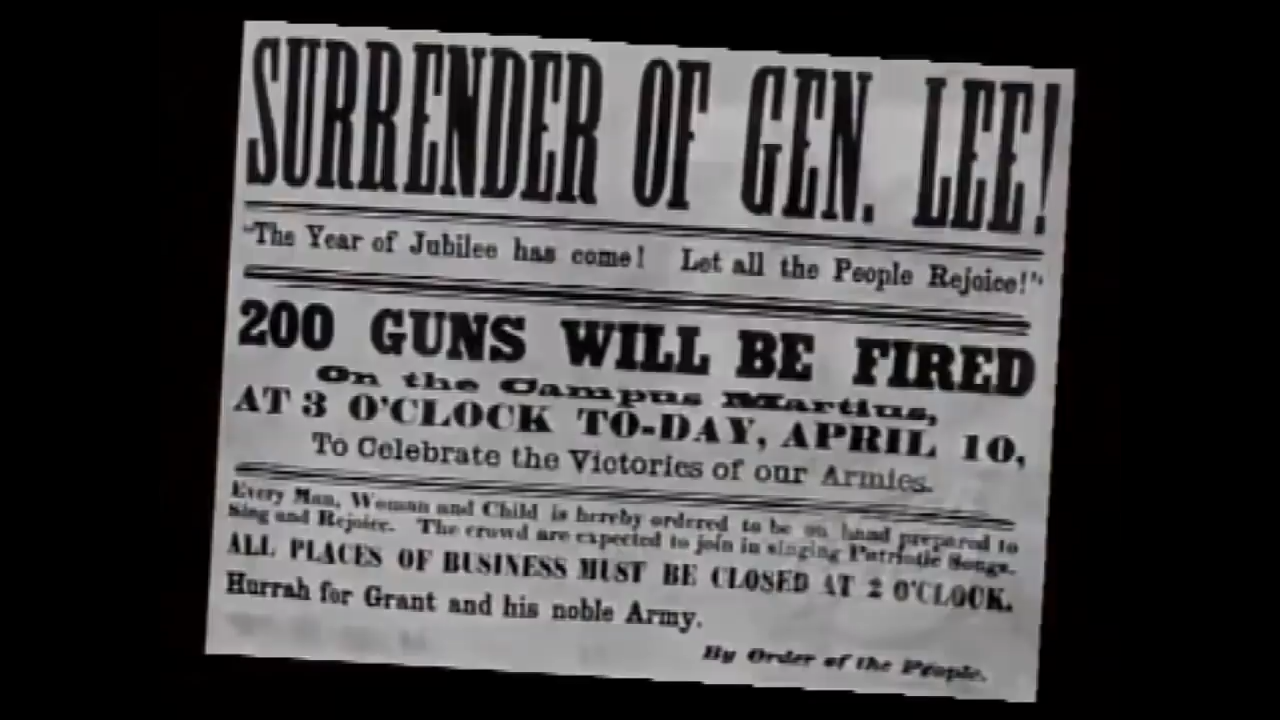 SURRENDER OF GEN. LEE!
"The Year of Jubilee has come! Let all the People Rejoice!"
200 GUNS WILL BE FIRED
On the Campus Martius,
AT 3 O'CLOCK TO-DAY, APRIL 10,
To Celebrate the Victories of our Armies.
Every Man, Woman and Child is hereby ordered to be on hand prepared to
Sing and Rejoice. The crowd are expected to join in singing Patriotic Songs.
ALL PLACES OF BUSINESS MUST BE CLOSED AT 2 O'CLOCK.
Hurrah for Grant and his noble Army.
By Order of the People.